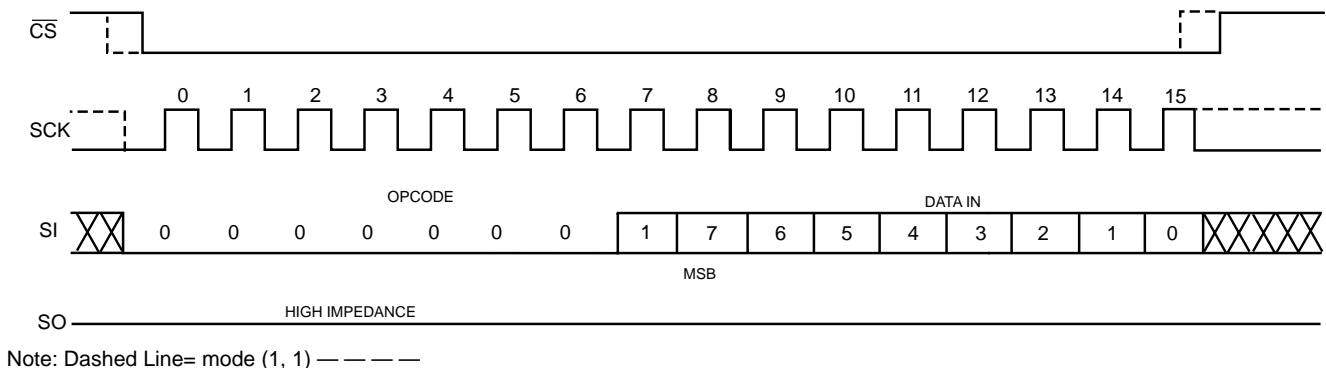 CS
0 1 2 3 4 5 6 7 8 9 10 11 12 13 14 15
SCK
OPCODE DATA IN
SI 0 0 0 0 0 0 0 1 7 6 5 4 3 2 1 0
MSB
HIGH IMPEDANCE
SO
Note: Dashed Line= mode (1, 1) — — — —